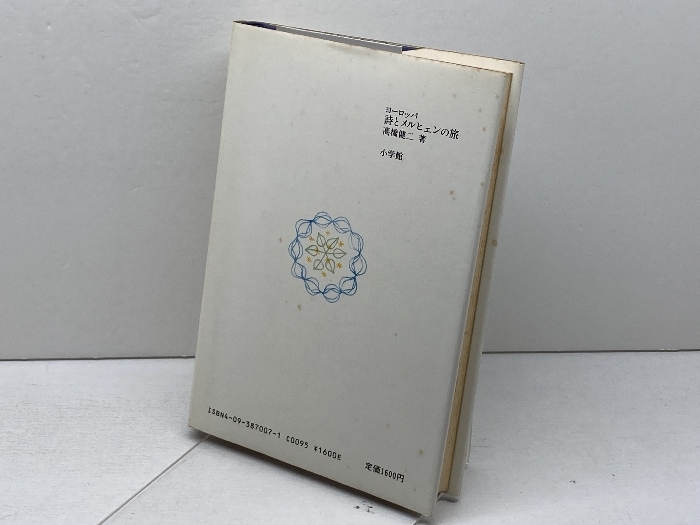 ヨーロッパ
詩とメルヒェンの旅
高橋健二 著
小学館
ISBN4-09-387007-1 C0095 ¥1600E
定価1600円